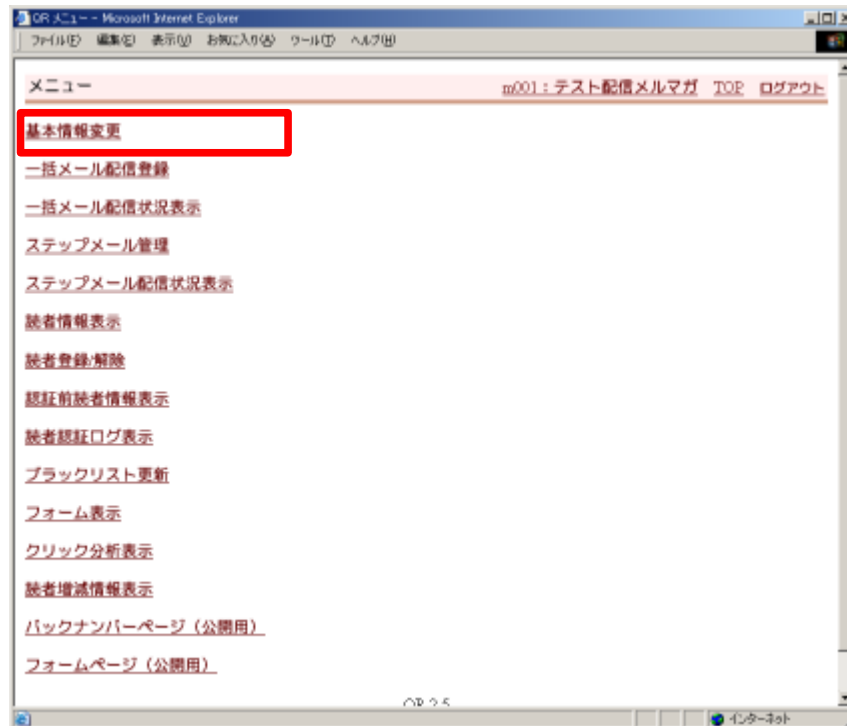 QR メニュー - Microsoft Internet Explorer
ファイル(F) 編集(E) 表示(V) お気に入り(A) ツール(T) ヘルプ(H)
メニュー m001:テスト配信メルマガ TOP ログアウト
基本情報変更
一括メール配信登録
一括メール配信状況表示
ステップメール管理
ステップメール配信状況表示
読者情報表示
読者登録/解除
認証前読者情報表示
読者認証ログ表示
ブラックリスト更新
フォーム表示
クリック分析表示
読者増減情報表示
バックナンバーページ（公開用）
フォームページ（公開用）
インターネット